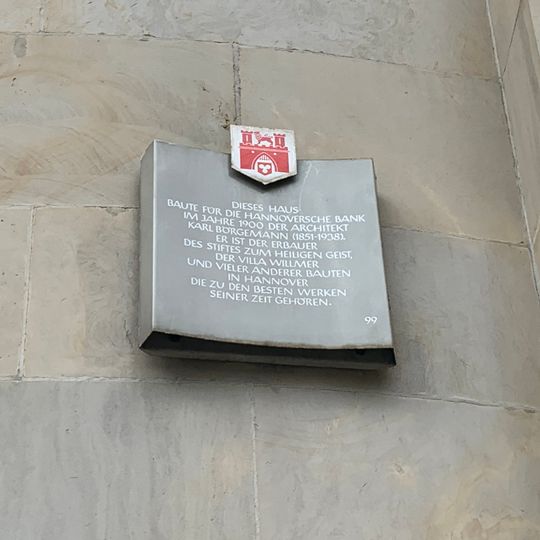 DIESES HAUS
BAUTE FÜR DIE HANNOVERSCHE BANK
IM JAHRE 1900 DER ARCHITEKT
KARL BÖRGEMANN (1851-1938).
ER IST DER ERBAUER
DES STIFTES ZUM HEILIGEN GEIST,
DER VILLA WILLMER
UND VIELER ANDERER BAUTEN
IN HANNOVER
DIE ZU DEN BESTEN WERKEN
SEINER ZEIT GEHÖREN.
99